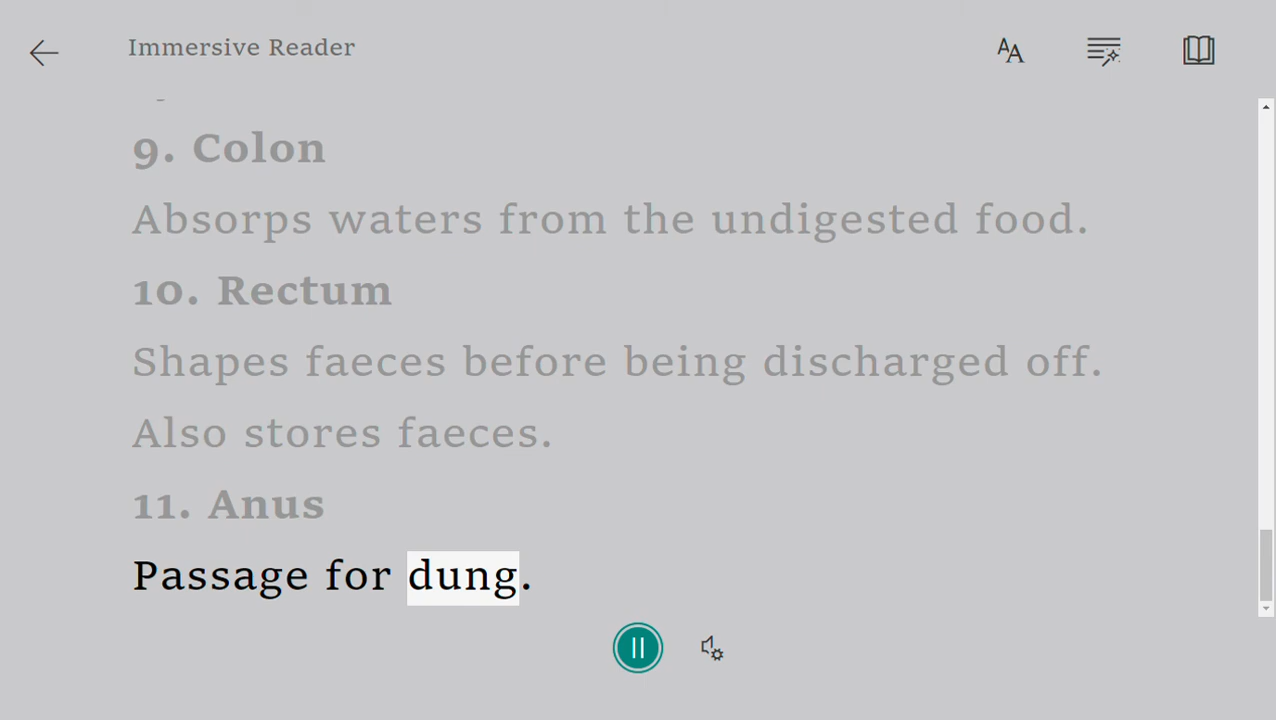 Immersive Reader
9. Colon
Absorps waters from the undigested food.
10. Rectum
Shapes faeces before being discharged off.
Also stores faeces.
11. Anus
Passage for dung.